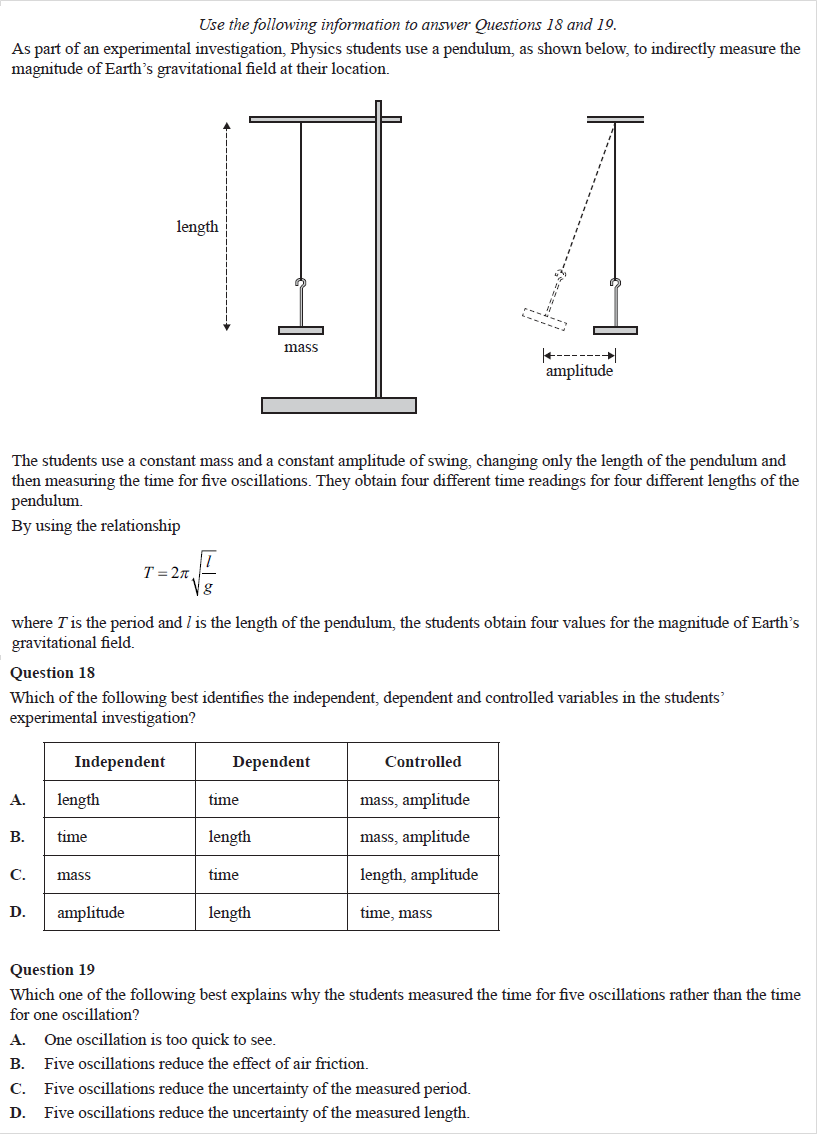 Use the following information to answer Questions 18 and 19.
As part of an experimental investigation, Physics students use a pendulum, as shown below, to indirectly measure the
magnitude of Earth’s gravitational field at their location.
length
mass
amplitude
The students use a constant mass and a constant amplitude of swing, changing only the length of the pendulum and
then measuring the time for five oscillations. They obtain four different time readings for four different lengths of the
pendulum.
By using the relationship
T = 2π√(l/g)
where T is the period and l is the length of the pendulum, the students obtain four values for the magnitude of Earth’s
gravitational field.
Question 18
Which of the following best identifies the independent, dependent and controlled variables in the students’
experimental investigation?
Independent Dependent Controlled
A. length time mass, amplitude
B. time length mass, amplitude
C. mass time length, amplitude
D. amplitude length time, mass
Question 19
Which one of the following best explains why the students measured the time for five oscillations rather than the time
for one oscillation?
A. One oscillation is too quick to see.
B. Five oscillations reduce the effect of air friction.
C. Five oscillations reduce the uncertainty of the measured period.
D. Five oscillations reduce the uncertainty of the measured length.